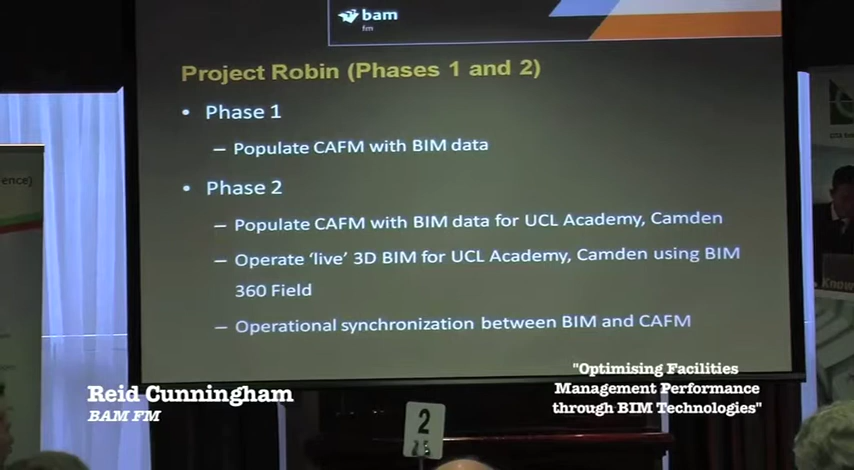 bam
fm
Project Robin (Phases 1 and 2)
• Phase 1
– Populate CAFM with BIM data
• Phase 2
– Populate CAFM with BIM data for UCL Academy, Camden
– Operate ‘live’ 3D BIM for UCL Academy, Camden using BIM
360 Field
– Operational synchronization between BIM and CAFM
ence)
Know
Reid Cunningham
BAM FM
"Optimising Facilities
Management Performance
through BIM Technologies"
2